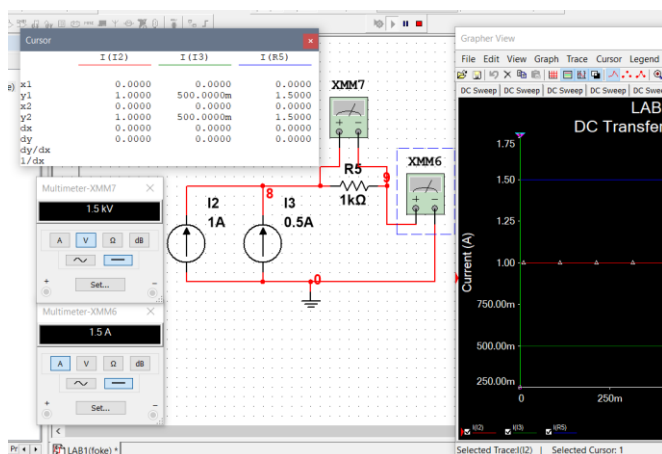 Cursor
I(I2) I(I3) I(R5)
x1 0.0000 0.0000 0.0000
y1 1.0000 500.0000m 1.5000
x2 0.0000 0.0000 0.0000
y2 1.0000 500.0000m 1.5000
dx 0.0000 0.0000 0.0000
dy 0.0000 0.0000 0.0000
dy/dx
1/dx
Multimeter-XMM7
1.5 kV
A V Ω dB
+ Set... −
Multimeter-XMM6
1.5 A
A V Ω dB
+ Set... −
XMM7
R5
1kΩ
XMM6
8
9
I2
1A
I3
0.5A
0
1LAB1(foke) *
Grapher View
File Edit View Graph Trace Cursor Legend
DC Sweep DC Sweep DC Sweep DC Sweep DC Sweep
LAB
DC Transfer
1.75
1.50
1.25
1.00
750.00m
500.00m
250.00m
Current (A)
0 250m
I(I2) I(I3) I(R5)
Selected Trace:I(I2) Selected Cursor: 1